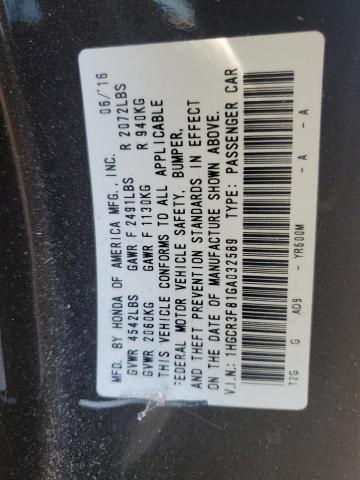 MFD. BY HONDA OF AMERICA MFG., INC. 06/'16
GVWR 4542LBS GAWR F 2491LBS R 2072LBS
GVWR 2060KG GAWR F 1130KG R 940KG
THIS VEHICLE CONFORMS TO ALL APPLICABLE
FEDERAL MOTOR VEHICLE SAFETY, BUMPER,
AND THEFT PREVENTION STANDARDS IN EFFECT
ON THE DATE OF MANUFACTURE SHOWN ABOVE.
V.I.N.: 1HGCR3F81GA032589 TYPE: PASSENGER CAR
T2G G AD9 - YR600M - A - A